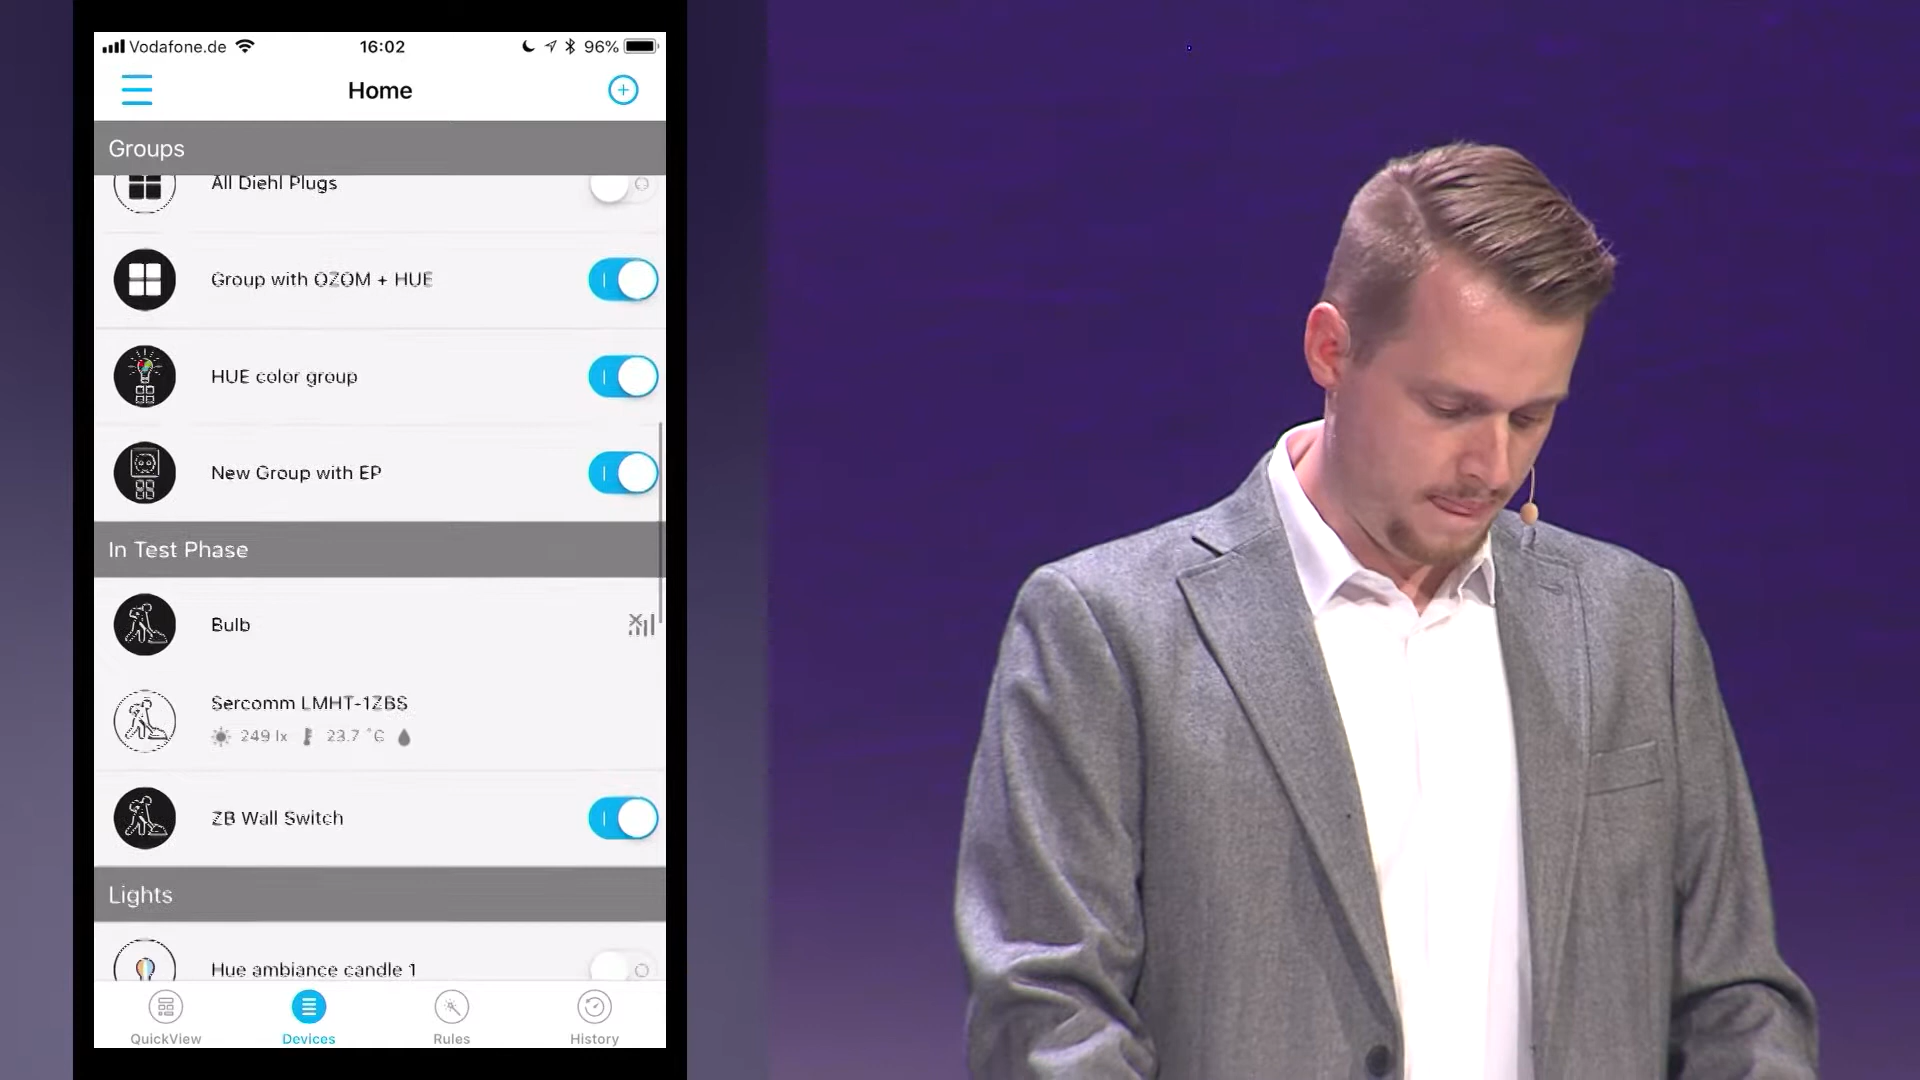 Vodafone.de 16:02 96%
Home
Groups
All Diehl Plugs
Group with OZOM + HUE
HUE color group
New Group with EP
In Test Phase
Bulb
Sercomm LMHT-1ZBS
249 lx 23.7 °C
ZB Wall Switch
Lights
Hue ambiance candle 1
QuickView Devices Rules History